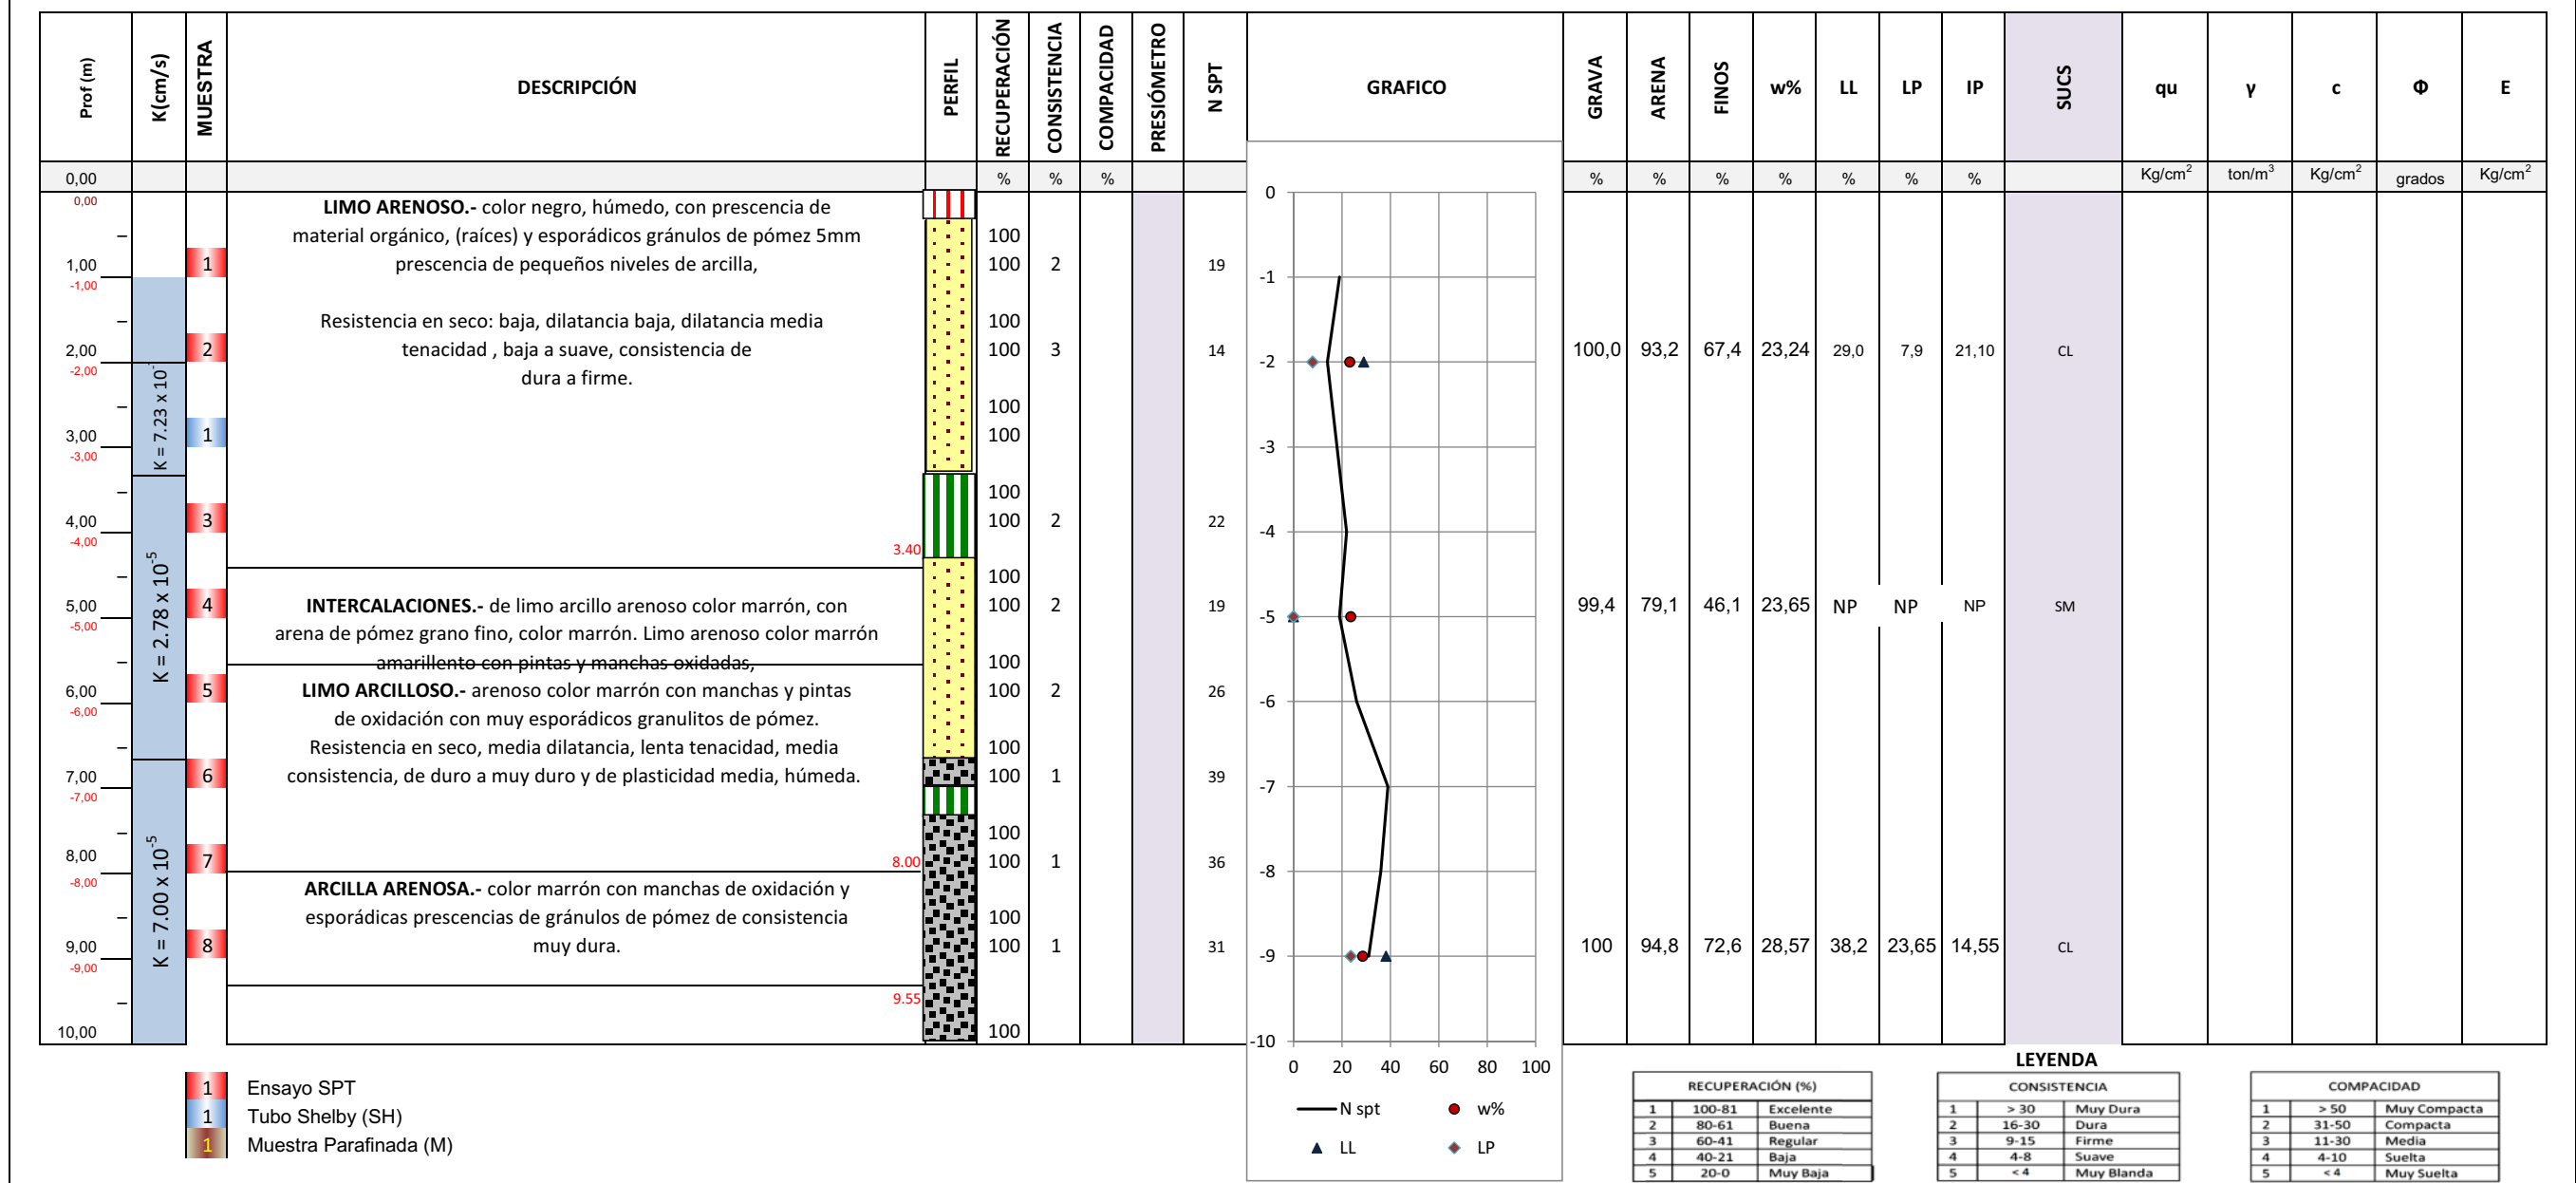 Prof (m) K(cm/s) MUESTRA DESCRIPCIÓN PERFIL RECUPERACIÓN CONSISTENCIA COMPACIDAD PRESIÓMETRO N SPT GRAFICO GRAVA ARENA FINOS w% LL LP IP SUCS qu γ c Φ E
0,00 % % % % % % % % % % Kg/cm² ton/m³ Kg/cm² grados Kg/cm²
0,00
LIMO ARENOSO.- color negro, húmedo, con prescencia de
material orgánico, (raíces) y esporádicos gránulos de pómez 5mm 100
1,00 1 prescencia de pequeños niveles de arcilla, 100 2 19
-1,00
Resistencia en seco: baja, dilatancia baja, dilatancia media 100
2,00 2 tenacidad , baja a suave, consistencia de 100 3 14 100,0 93,2 67,4 23,24 29,0 7,9 21,10 CL
-2,00
dura a firme.
K = 7.23 x 10⁻
100
3,00 1 100
-3,00
100
4,00 3 100 2 22
-4,00
3.40
K = 2.78 x 10⁻⁵
100
5,00 4 INTERCALACIONES.- de limo arcillo arenoso color marrón, con 100 2 19 99,4 79,1 46,1 23,65 NP NP NP SM
-5,00
arena de pómez grano fino, color marrón. Limo arenoso color marrón
amarillento con pintas y manchas oxidadas, 100
6,00 5 LIMO ARCILLOSO.- arenoso color marrón con manchas y pintas 100 2 26
-6,00
de oxidación con muy esporádicos granulitos de pómez.
Resistencia en seco, media dilatancia, lenta tenacidad, media 100
7,00 6 consistencia, de duro a muy duro y de plasticidad media, húmeda. 100 1 39
-7,00
100
8,00 7 8.00 100 1 36
-8,00
K = 7.00 x 10⁻⁵
ARCILLA ARENOSA.- color marrón con manchas de oxidación y
esporádicas prescencias de gránulos de pómez de consistencia 100
9,00 8 muy dura. 100 1 31 100 94,8 72,6 28,57 38,2 23,65 14,55 CL
-9,00
9.55
10,00 100
0
-1
-2
-3
-4
-5
-6
-7
-8
-9
-10
0 20 40 60 80 100
N spt w%
LL LP
1 Ensayo SPT
1 Tubo Shelby (SH)
1 Muestra Parafinada (M)
LEYENDA
RECUPERACIÓN (%)
1 100-81 Excelente
2 80-61 Buena
3 60-41 Regular
4 40-21 Baja
5 20-0 Muy Baja
CONSISTENCIA
1 > 30 Muy Dura
2 16-30 Dura
3 9-15 Firme
4 4-8 Suave
5 < 4 Muy Blanda
COMPACIDAD
1 > 50 Muy Compacta
2 31-50 Compacta
3 11-30 Media
4 4-10 Suelta
5 < 4 Muy Suelta